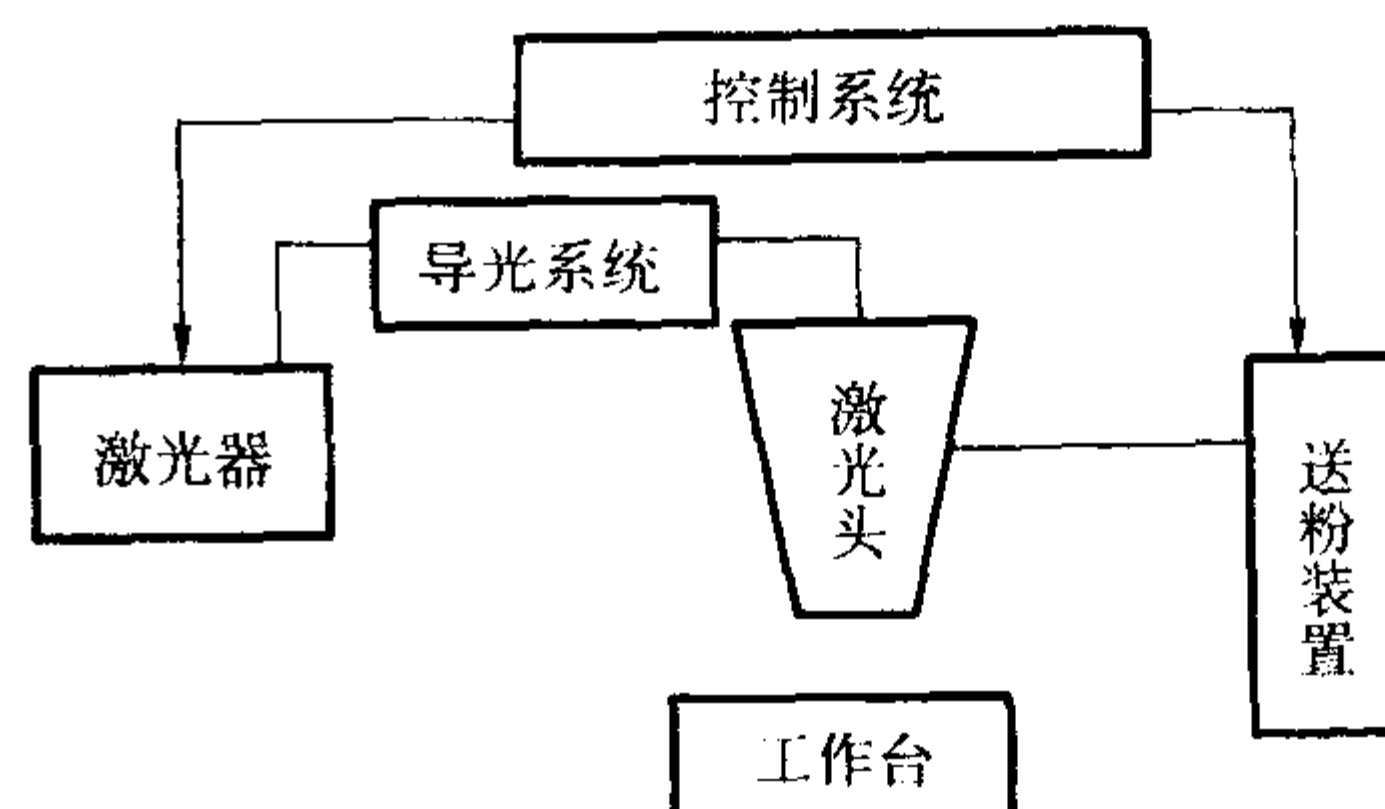 控制系统
导光系统
激光器
激光头
送粉装置
工作台